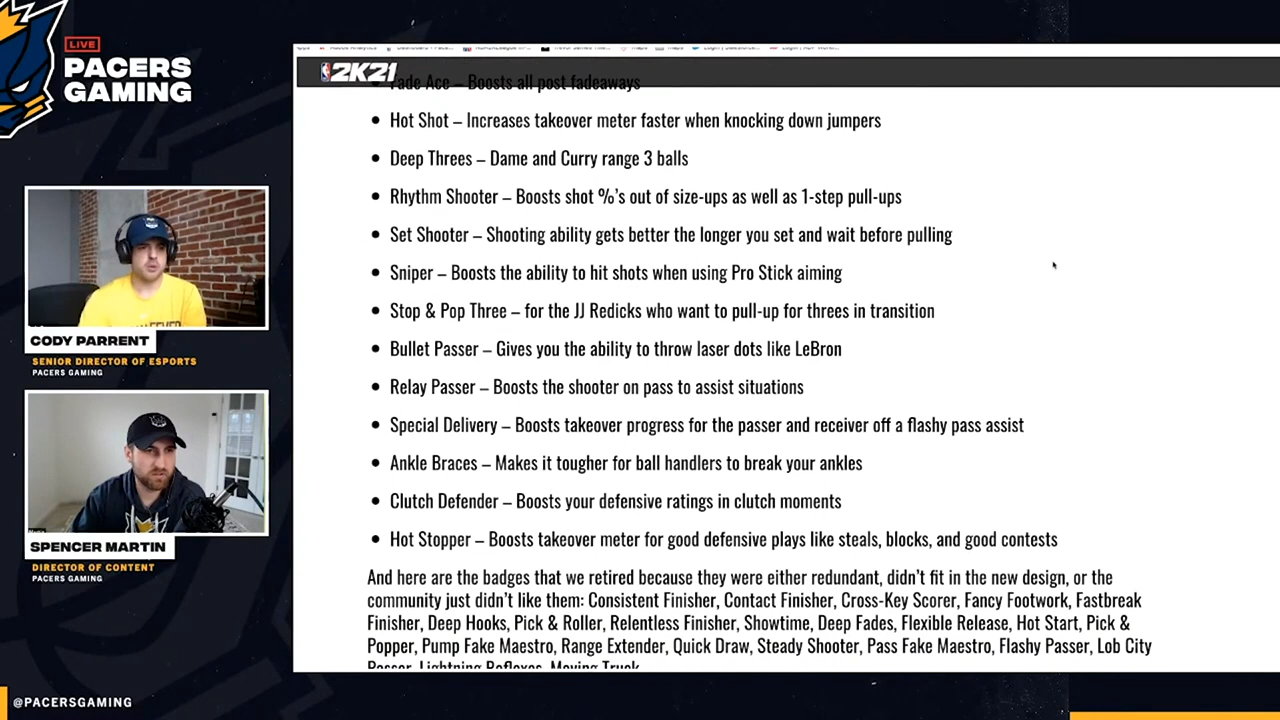 LIVE
PACERS
GAMING
2K21
Fade Ace – Boosts all post fadeaways
• Hot Shot – Increases takeover meter faster when knocking down jumpers
• Deep Threes – Dame and Curry range 3 balls
• Rhythm Shooter – Boosts shot %’s out of size-ups as well as 1-step pull-ups
• Set Shooter – Shooting ability gets better the longer you set and wait before pulling
• Sniper – Boosts the ability to hit shots when using Pro Stick aiming
• Stop & Pop Three – for the JJ Redicks who want to pull-up for threes in transition
• Bullet Passer – Gives you the ability to throw laser dots like LeBron
• Relay Passer – Boosts the shooter on pass to assist situations
• Special Delivery – Boosts takeover progress for the passer and receiver off a flashy pass assist
• Ankle Braces – Makes it tougher for ball handlers to break your ankles
• Clutch Defender – Boosts your defensive ratings in clutch moments
• Hot Stopper – Boosts takeover meter for good defensive plays like steals, blocks, and good contests
And here are the badges that we retired because they were either redundant, didn’t fit in the new design, or the
community just didn’t like them: Consistent Finisher, Contact Finisher, Cross-Key Scorer, Fancy Footwork, Fastbreak
Finisher, Deep Hooks, Pick & Roller, Relentless Finisher, Showtime, Deep Fades, Flexible Release, Hot Start, Pick &
Popper, Pump Fake Maestro, Range Extender, Quick Draw, Steady Shooter, Pass Fake Maestro, Flashy Passer, Lob City
Passer, Lightning Reflexes, Moving Truck
CODY PARRENT
SENIOR DIRECTOR OF ESPORTS
PACERS GAMING
SPENCER MARTIN
DIRECTOR OF CONTENT
PACERS GAMING
@PACERSGAMING